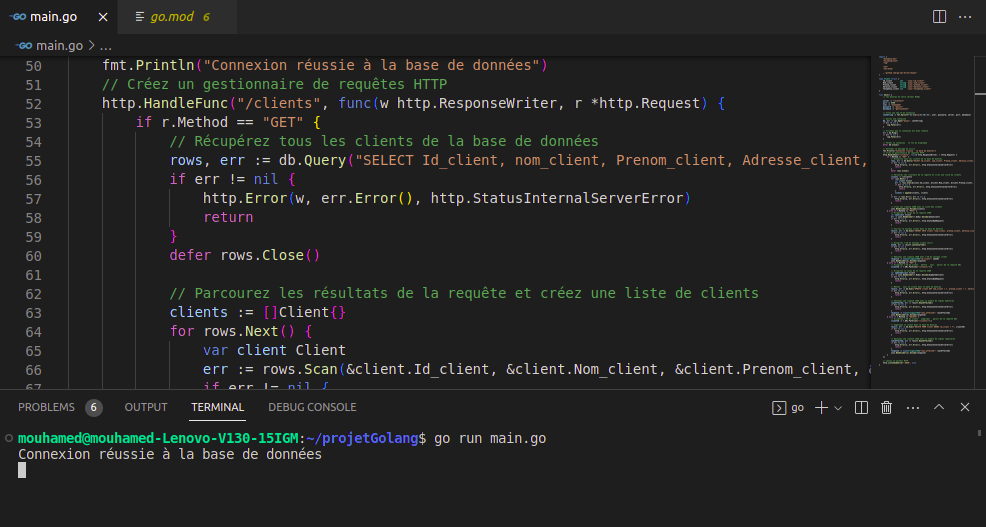 GO main.go
go.mod 6
GO main.go > ...
50 fmt.Println("Connexion réussie à la base de données")
51 // Créez un gestionnaire de requêtes HTTP
52 http.HandleFunc("/clients", func(w http.ResponseWriter, r *http.Request) {
53 if r.Method == "GET" {
54 // Récupérez tous les clients de la base de données
55 rows, err := db.Query("SELECT Id_client, nom_client, Prenom_client, Adresse_client,
56 if err != nil {
57 http.Error(w, err.Error(), http.StatusInternalServerError)
58 return
59 }
60 defer rows.Close()
61
62 // Parcourez les résultats de la requête et créez une liste de clients
63 clients := []Client{}
64 for rows.Next() {
65 var client Client
66 err := rows.Scan(&client.Id_client, &client.Nom_client, &client.Prenom_client, &
67 if err != nil {
PROBLEMS 6 OUTPUT TERMINAL DEBUG CONSOLE go
mouhamed@mouhamed-Lenovo-V130-15IGM:~/projetGolang$ go run main.go
Connexion réussie à la base de données